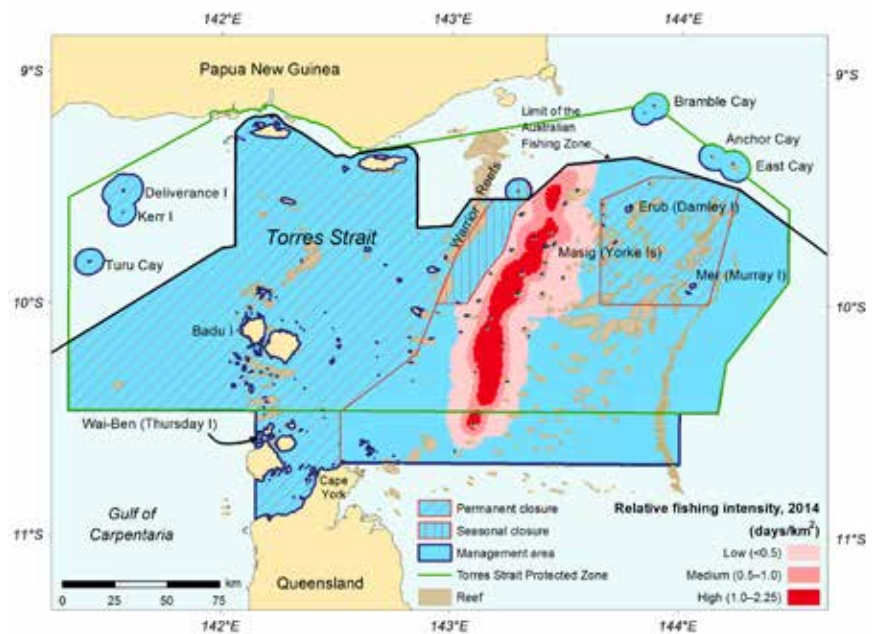 142°E 143°E 144°E
9°S 9°S
Papua New Guinea
Bramble Cay
Limit of the
Australian
Fishing Zone
Anchor Cay
East Cay
Deliverance I
Kerr I
Warrior Reefs
Erub (Darnley I)
Torres Strait
Masig (Yorke Is)
Turu Cay
Mer (Murray I)
10°S 10°S
Badu I
Wai-Ben (Thursday I)
Cape
York
Gulf of
Carpentaria
Queensland
11°S 11°S
km
0 25 50 75
Permanent closure
Seasonal closure
Management area
Torres Strait Protected Zone
Reef
Relative fishing intensity, 2014
(days/km²)
Low (<0.5)
Medium (0.5–1.0)
High (1.0–2.25)
142°E 143°E 144°E